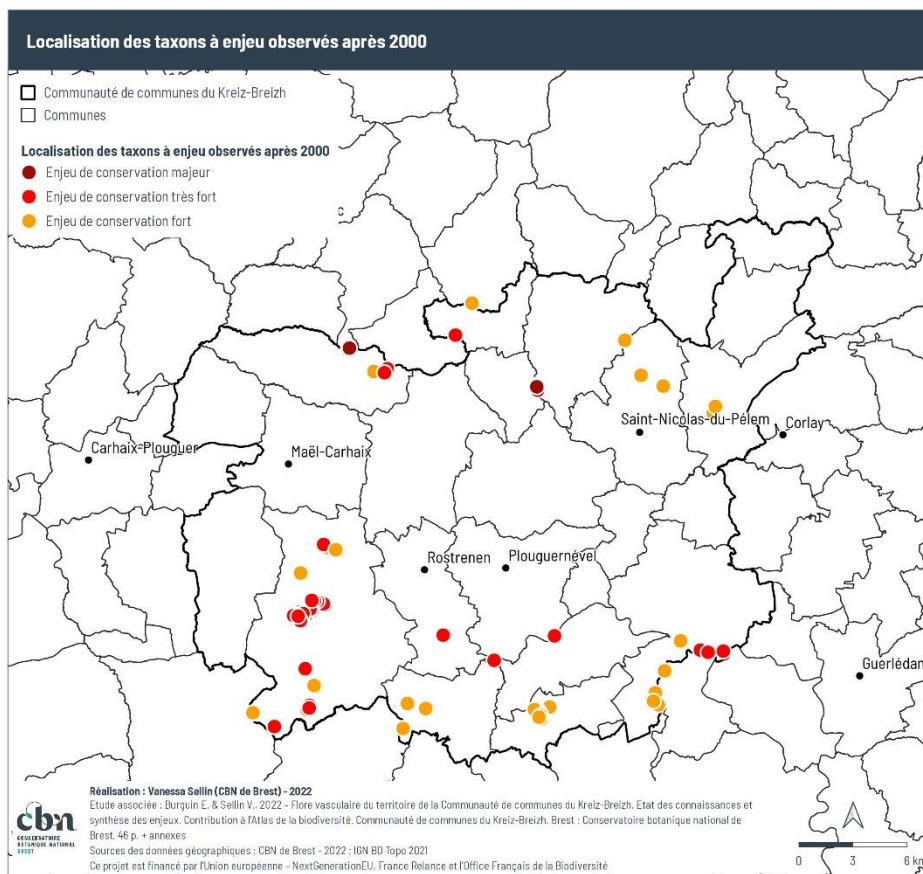 Localisation des taxons à enjeu observés après 2000
Communauté de communes du Kreiz-Breizh
Communes
Localisation des taxons à enjeu observés après 2000
Enjeu de conservation majeur
Enjeu de conservation très fort
Enjeu de conservation fort
Saint-Nicolas-du-Pélem
Corlay
Carhaix-Plouguer
Maël-Carhaix
Rostrenen
Plouguernével
Guerlédan
Réalisation : Vanessa Sellin (CBN de Brest) - 2022
Etude associée : Burguin E. & Sellin V.. 2022 – Flore vasculaire du territoire de la Communauté de communes du Kreiz-Breizh. Etat des connaissances et
synthèse des enjeux. Contribution à l'Atlas de la biodiversité. Communauté de communes du Kreiz-Breizh. Brest : Conservatoire botanique national de
Brest. 46 p. + annexes
Sources des données géographiques : CBN de Brest - 2022 ; IGN BD Topo 2021
Ce projet est financé par l'Union européenne – NextGenerationEU, France Relance et l'Office Français de la Biodiversité
cbn
CONSERVATOIRE
BOTANIQUE NATIONAL
BREST
0 3 6 km